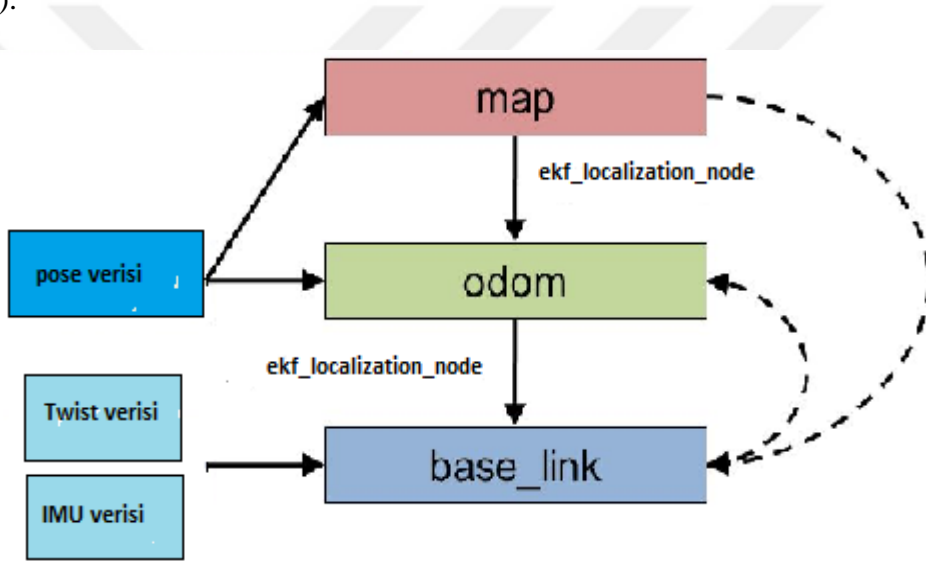 ).
map
ekf_localization_node
pose verisi
odom
ekf_localization_node
Twist verisi
base_link
IMU verisi